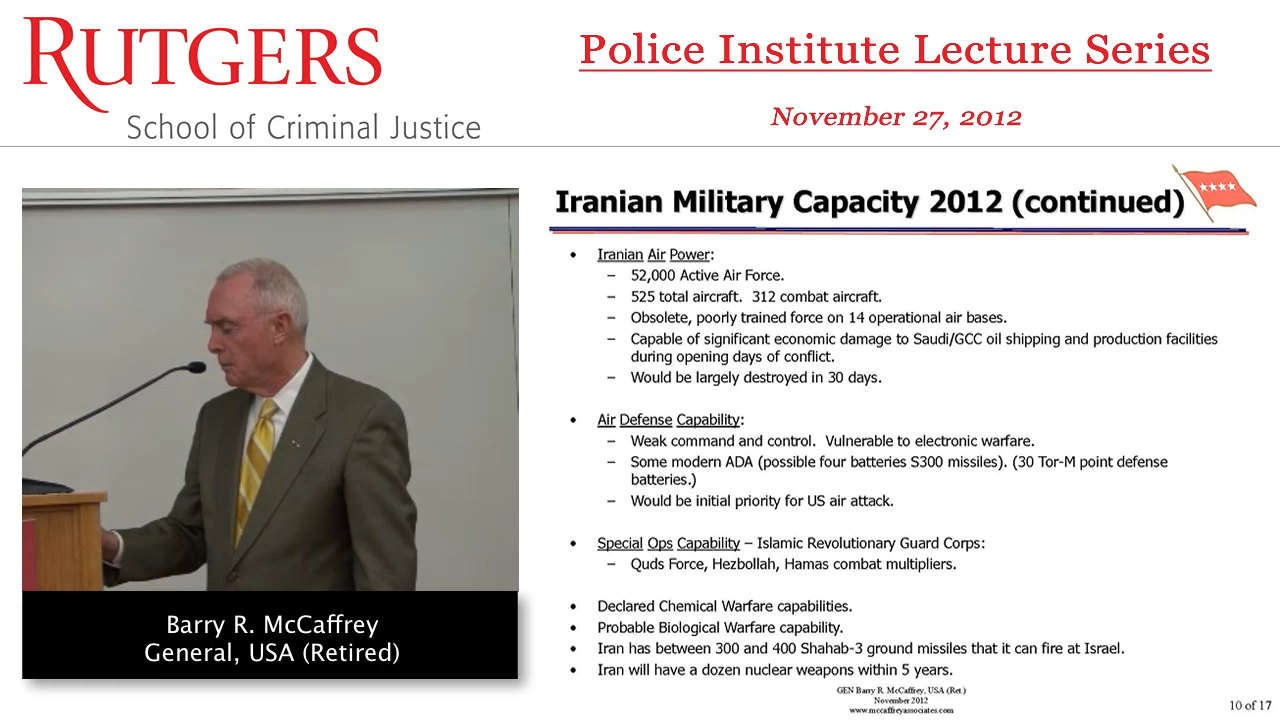 RUTGERS
School of Criminal Justice
Police Institute Lecture Series
November 27, 2012
Barry R. McCaffrey
General, USA (Retired)
Iranian Military Capacity 2012 (continued)
• Iranian Air Power:
– 52,000 Active Air Force.
– 525 total aircraft. 312 combat aircraft.
– Obsolete, poorly trained force on 14 operational air bases.
– Capable of significant economic damage to Saudi/GCC oil shipping and production facilities
during opening days of conflict.
– Would be largely destroyed in 30 days.
• Air Defense Capability:
– Weak command and control. Vulnerable to electronic warfare.
– Some modern ADA (possible four batteries S300 missiles). (30 Tor-M point defense
batteries.)
– Would be initial priority for US air attack.
• Special Ops Capability – Islamic Revolutionary Guard Corps:
– Quds Force, Hezbollah, Hamas combat multipliers.
• Declared Chemical Warfare capabilities.
• Probable Biological Warfare capability.
• Iran has between 300 and 400 Shahab-3 ground missiles that it can fire at Israel.
• Iran will have a dozen nuclear weapons within 5 years.
GEN Barry R. McCaffrey, USA (Ret.)
November 2012
www.mccaffreyassociates.com
10 of 17